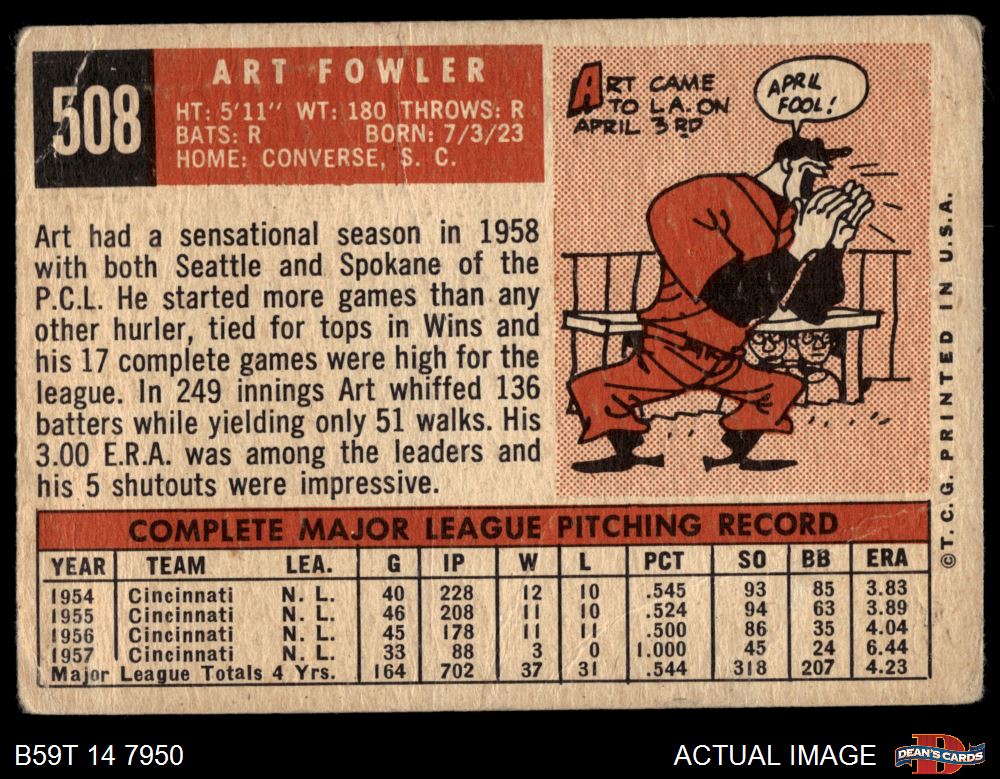 508
ART FOWLER
HT: 5'11" WT: 180 THROWS: R
BATS: R BORN: 7/3/23
HOME: CONVERSE, S. C.
ART CAME
TO L.A. ON
APRIL 3RD
APRIL
FOOL!
Art had a sensational season in 1958
with both Seattle and Spokane of the
P.C.L. He started more games than any
other hurler, tied for tops in Wins and
his 17 complete games were high for the
league. In 249 innings Art whiffed 136
batters while yielding only 51 walks. His
3.00 E.R.A. was among the leaders and
his 5 shutouts were impressive.
COMPLETE MAJOR LEAGUE PITCHING RECORD
YEAR TEAM LEA. G IP W L PCT SO BB ERA
1954 Cincinnati N. L. 40 228 12 10 .545 93 85 3.83
1955 Cincinnati N. L. 46 208 11 10 .524 94 63 3.89
1956 Cincinnati N. L. 45 178 11 11 .500 86 35 4.04
1957 Cincinnati N. L. 33 88 3 0 1.000 45 24 6.44
Major League Totals 4 Yrs. 164 702 37 31 .544 318 207 4.23
©T. C. G. PRINTED IN U.S.A.
B59T 14 7950
ACTUAL IMAGE
D
DEAN'S CARDS